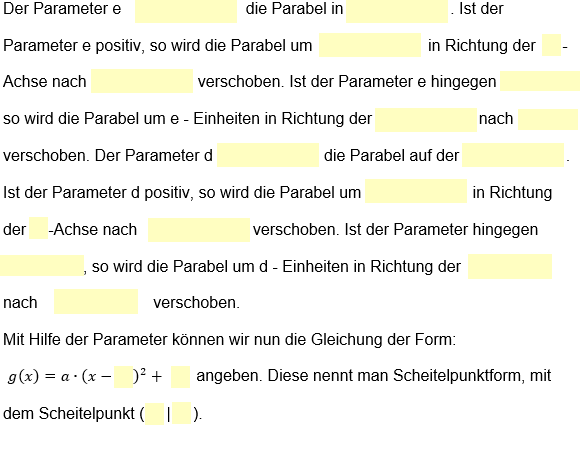 Der Parameter e die Parabel in . Ist der
Parameter e positiv, so wird die Parabel um in Richtung der -
Achse nach verschoben. Ist der Parameter e hingegen
so wird die Parabel um e - Einheiten in Richtung der nach
verschoben. Der Parameter d die Parabel auf der .
Ist der Parameter d positiv, so wird die Parabel um in Richtung
der -Achse nach verschoben. Ist der Parameter hingegen
, so wird die Parabel um d - Einheiten in Richtung der
nach verschoben.
Mit Hilfe der Parameter können wir nun die Gleichung der Form:
g(x) = a · (x − )² + angeben. Diese nennt man Scheitelpunktform, mit
dem Scheitelpunkt ( | ).